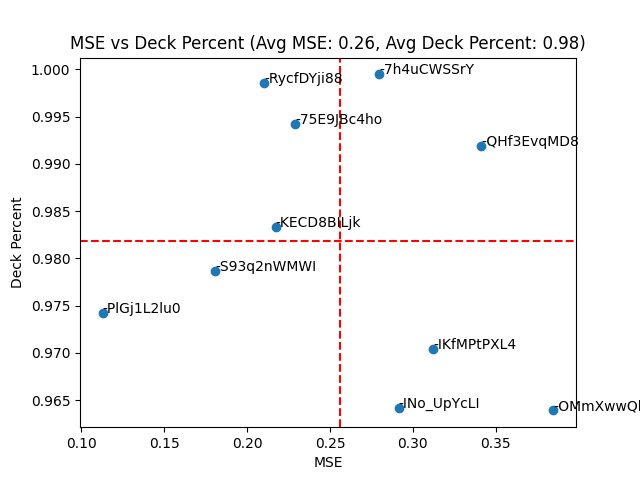 MSE vs Deck Percent (Avg MSE: 0.26, Avg Deck Percent: 0.98)
1.000
-7h4uCWSSrY
-RycfDYji88
0.995
-75E9JBc4ho
-QHf3EvqMD8
0.990
0.985
-KECD8BILjk
Deck Percent
0.980
-S93q2nWMWI
0.975
-PlGj1L2lu0
-IKfMPtPXL4
0.970
0.965
-INo_UpYcLI
0.10
0.15
0.20
0.25
0.30
0.35
MSE